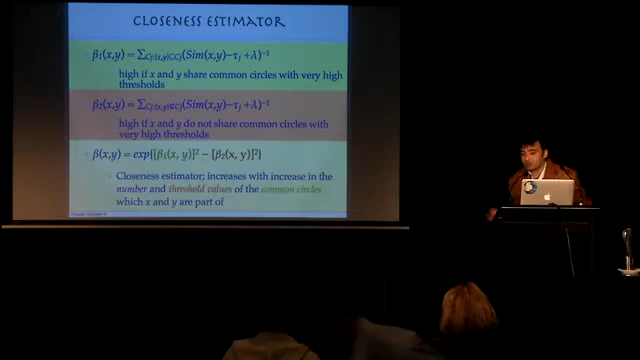 CLOSENESS ESTIMATOR
β₁(x,y) = ∑Cj:{x,y}⊆Cj(Sim(x,y)−τj +λ)⁻¹
high if x and y share common circles with very high
thresholds
β₂(x,y) = ∑Cj:{x,y}⊄Cj(Sim(x,y)−τj +λ)⁻¹
high if x and y do not share common circles with
very high thresholds
β(x,y) = exp{[β₁(x, y)]² − [β₂(x, y)]²}
Closeness estimator; increases with increase in the
number and threshold values of the common circles
which x and y are part of